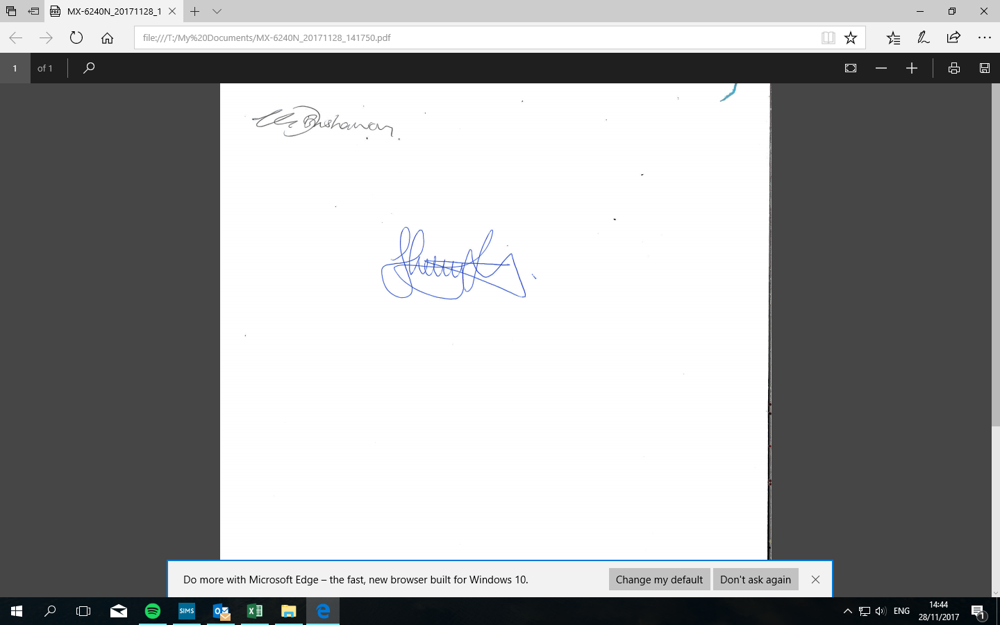 MX-6240N_20171128_1
file:///T:/My%20Documents/MX-6240N_20171128_141750.pdf
1 of 1
Do more with Microsoft Edge – the fast, new browser built for Windows 10.
Change my default
Don't ask again
SIMS
ENG
14:44
28/11/2017
1